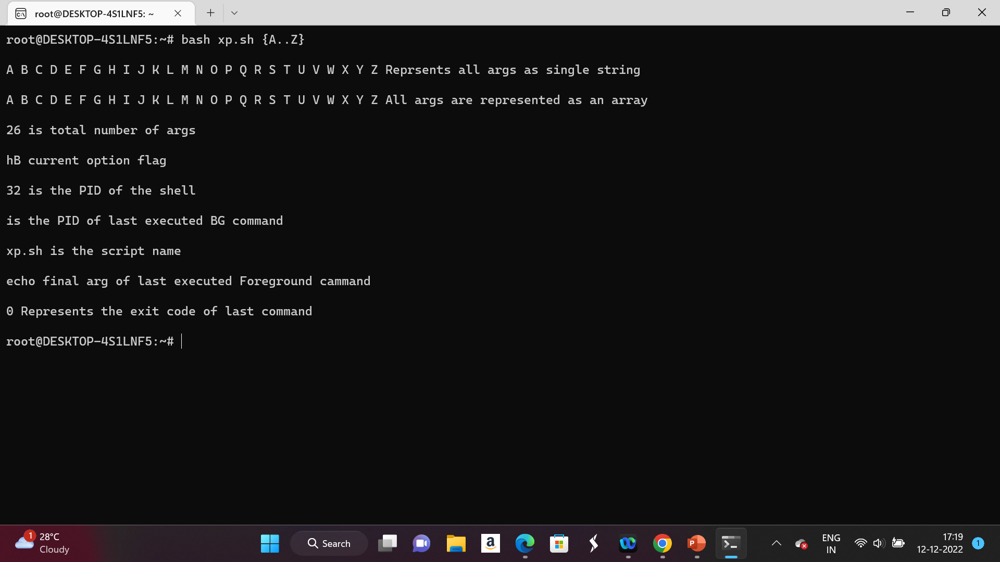 root@DESKTOP-4S1LNF5: ~
root@DESKTOP-4S1LNF5:~# bash xp.sh {A..Z}
A B C D E F G H I J K L M N O P Q R S T U V W X Y Z Reprsents all args as single string
A B C D E F G H I J K L M N O P Q R S T U V W X Y Z All args are represented as an array
26 is total number of args
hB current option flag
32 is the PID of the shell
is the PID of last executed BG command
xp.sh is the script name
echo final arg of last executed Foreground cammand
0 Represents the exit code of last command
root@DESKTOP-4S1LNF5:~#
1
28°C
Cloudy
Search
a
P
ENG
IN
17:19
12-12-2022
1